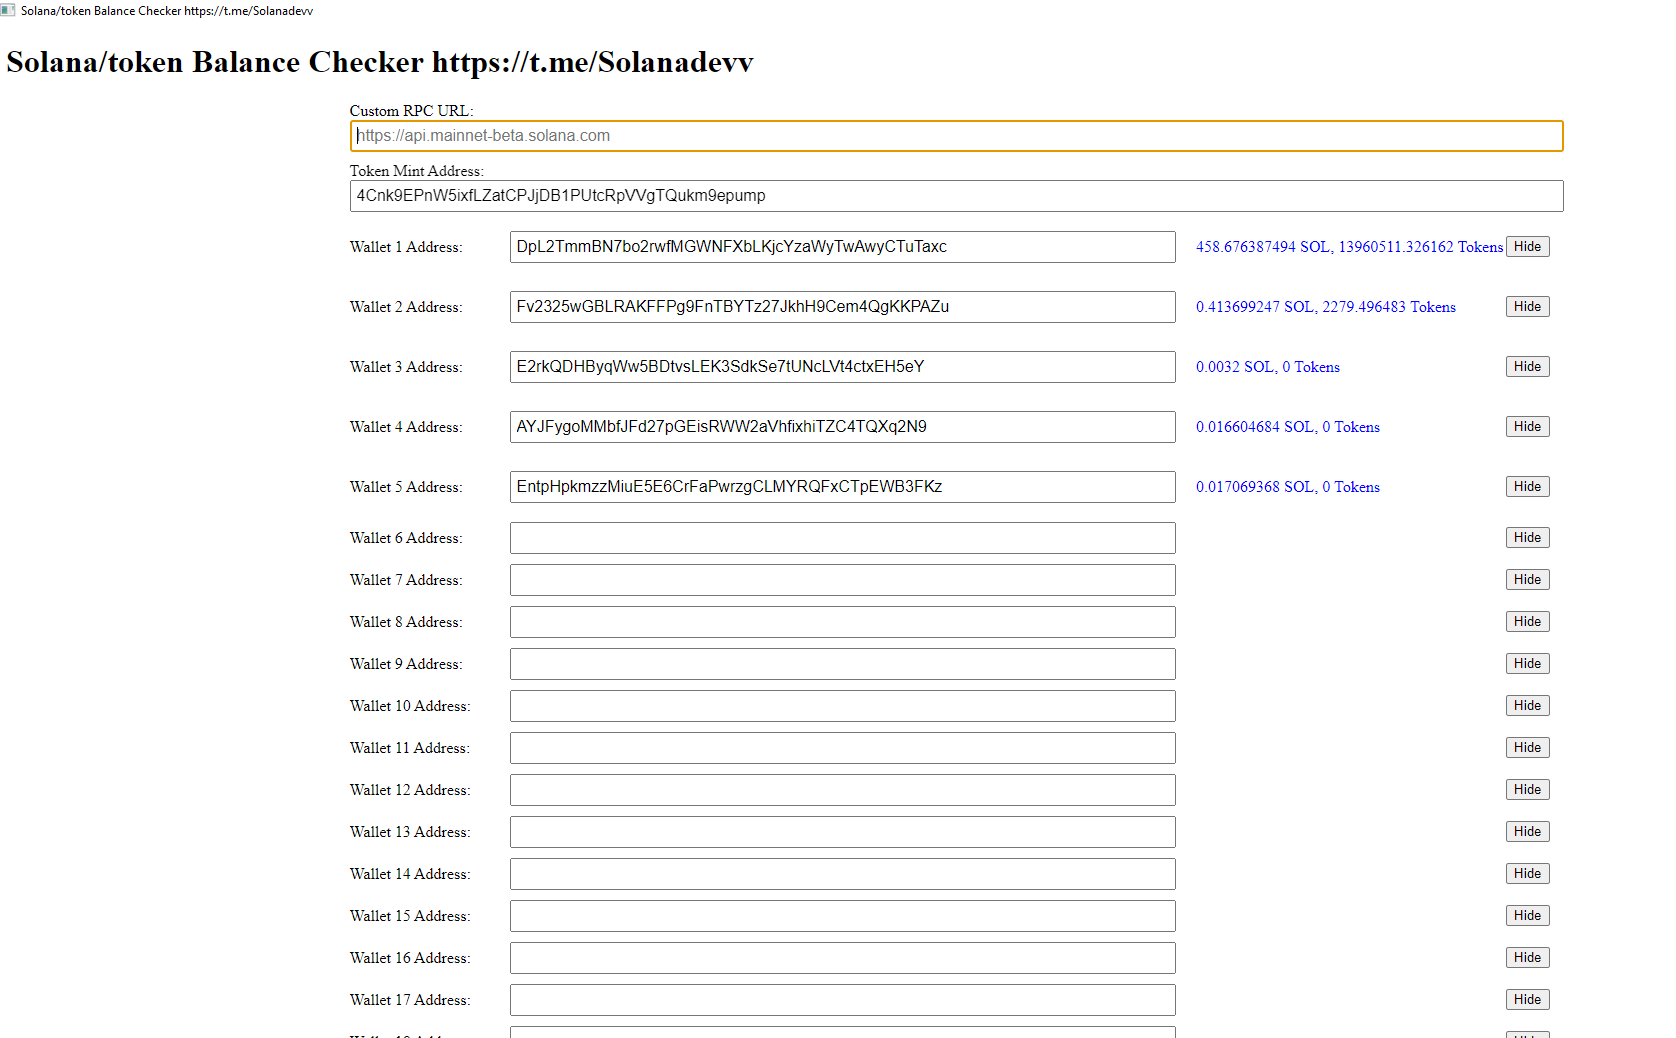 Solana/token Balance Checker https://t.me/Solanadevv
Solana/token Balance Checker https://t.me/Solanadevv
Custom RPC URL:
https://api.mainnet-beta.solana.com
Token Mint Address:
4Cnk9EPnW5ixfLZatCPJjDB1PUtcRpVVgTQukm9epump
Wallet 1 Address: DpL2TmmBN7bo2rwfMGWNFXbLKjcYzaWyTwAwyCTuTaxc 458.676387494 SOL, 13960511.326162 Tokens Hide
Wallet 2 Address: Fv2325wGBLRAKFFPg9FnTBYTz27JkhH9Cem4QgKKPAZu 0.413699247 SOL, 2279.496483 Tokens Hide
Wallet 3 Address: E2rkQDHByqWw5BDtvsLEK3SdkSe7tUNcLVt4ctxEH5eY 0.0032 SOL, 0 Tokens Hide
Wallet 4 Address: AYJFygoMMbfJFd27pGEisRWW2aVhfixhiTZC4TQXq2N9 0.016604684 SOL, 0 Tokens Hide
Wallet 5 Address: EntpHpkmzzMiuE5E6CrFaPwrzgCLMYRQFxCTpEWB3FKz 0.017069368 SOL, 0 Tokens Hide
Wallet 6 Address: Hide
Wallet 7 Address: Hide
Wallet 8 Address: Hide
Wallet 9 Address: Hide
Wallet 10 Address: Hide
Wallet 11 Address: Hide
Wallet 12 Address: Hide
Wallet 13 Address: Hide
Wallet 14 Address: Hide
Wallet 15 Address: Hide
Wallet 16 Address: Hide
Wallet 17 Address: Hide